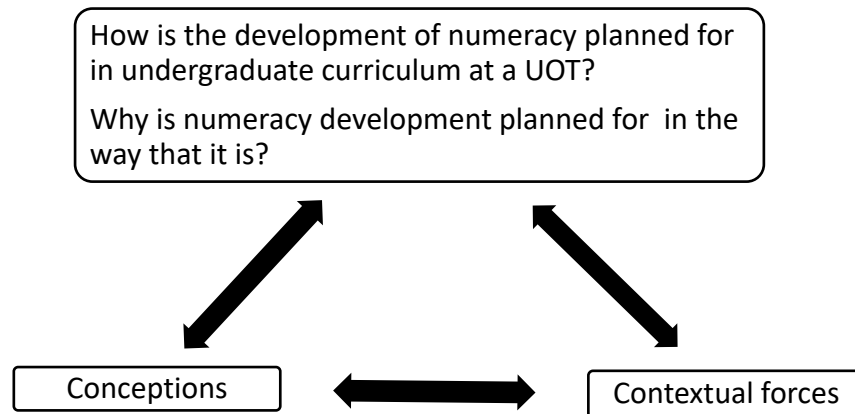 How is the development of numeracy planned for
in undergraduate curriculum at a UOT?
Why is numeracy development planned for  in the
way that it is?
Conceptions
Contextual forces